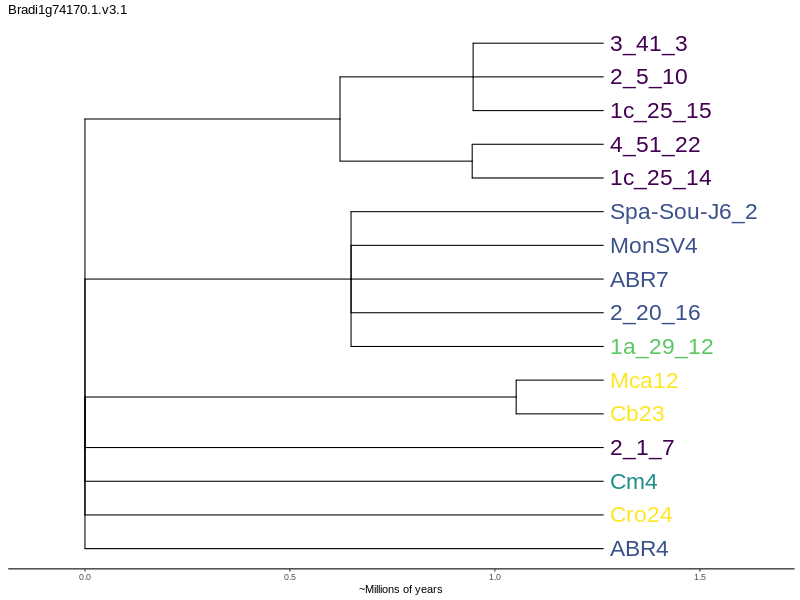 Bradi1g74170.1.v3.1
3_41_3
2_5_10
1c_25_15
4_51_22
1c_25_14
Spa-Sou-J6_2
MonSV4
ABR7
2_20_16
1a_29_12
Mca12
Cb23
2_1_7
Cm4
Cro24
ABR4
0.0 0.5 1.0 1.5
~Millions of years